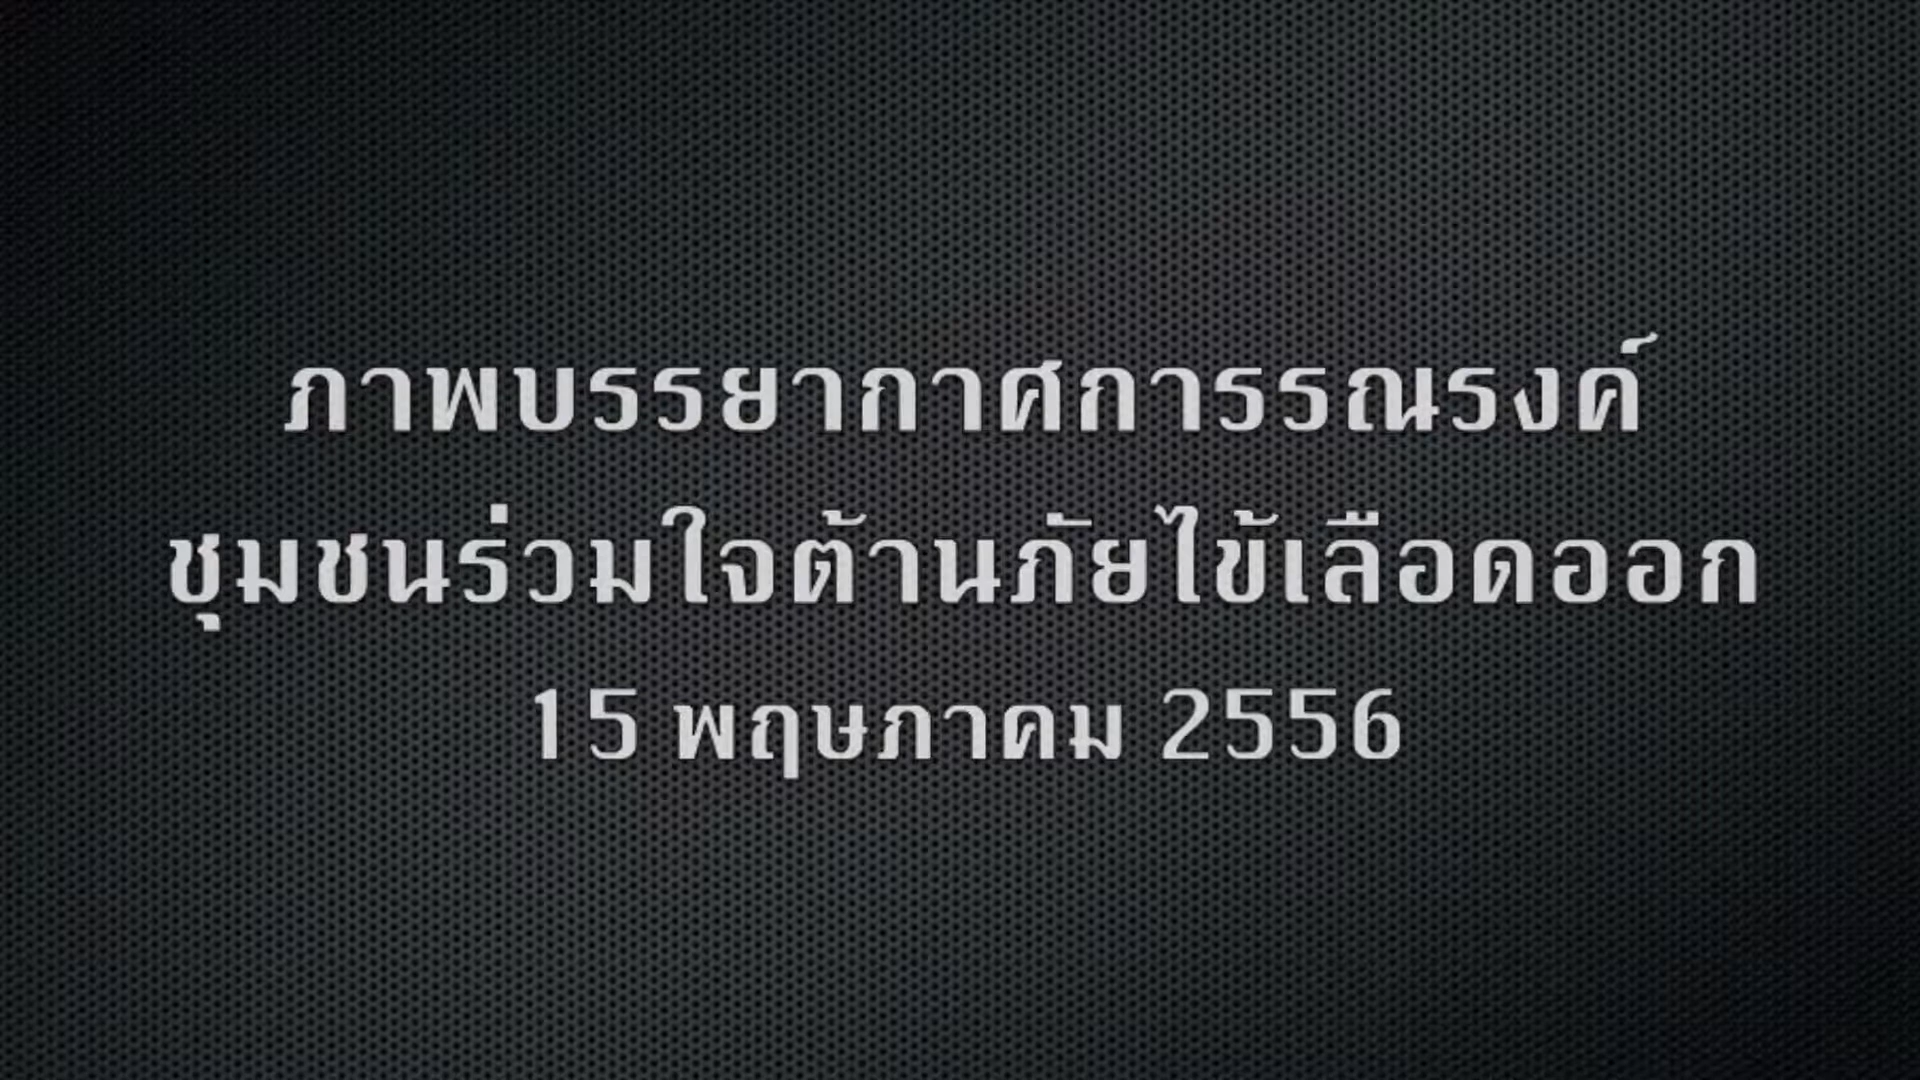 ภาพบรรยากาศการรณรงค์
ชุมชนร่วมใจต้านภัยไข้เลือดออก
15 พฤษภาคม 2556